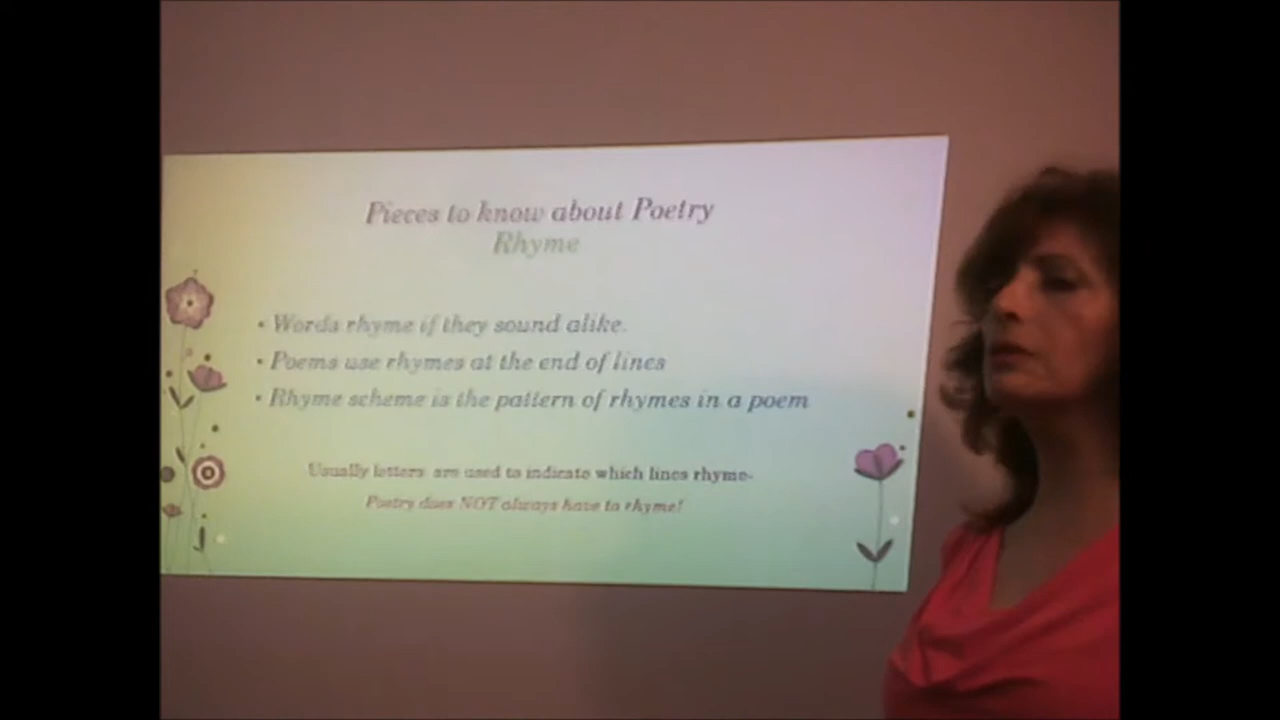 Pieces to know about Poetry
Rhyme
• Words rhyme if they sound alike.
• Poems use rhymes at the end of lines
• Rhyme scheme is the pattern of rhymes in a poem
Usually letters are used to indicate which lines rhyme-
Poetry does NOT always have to rhyme!